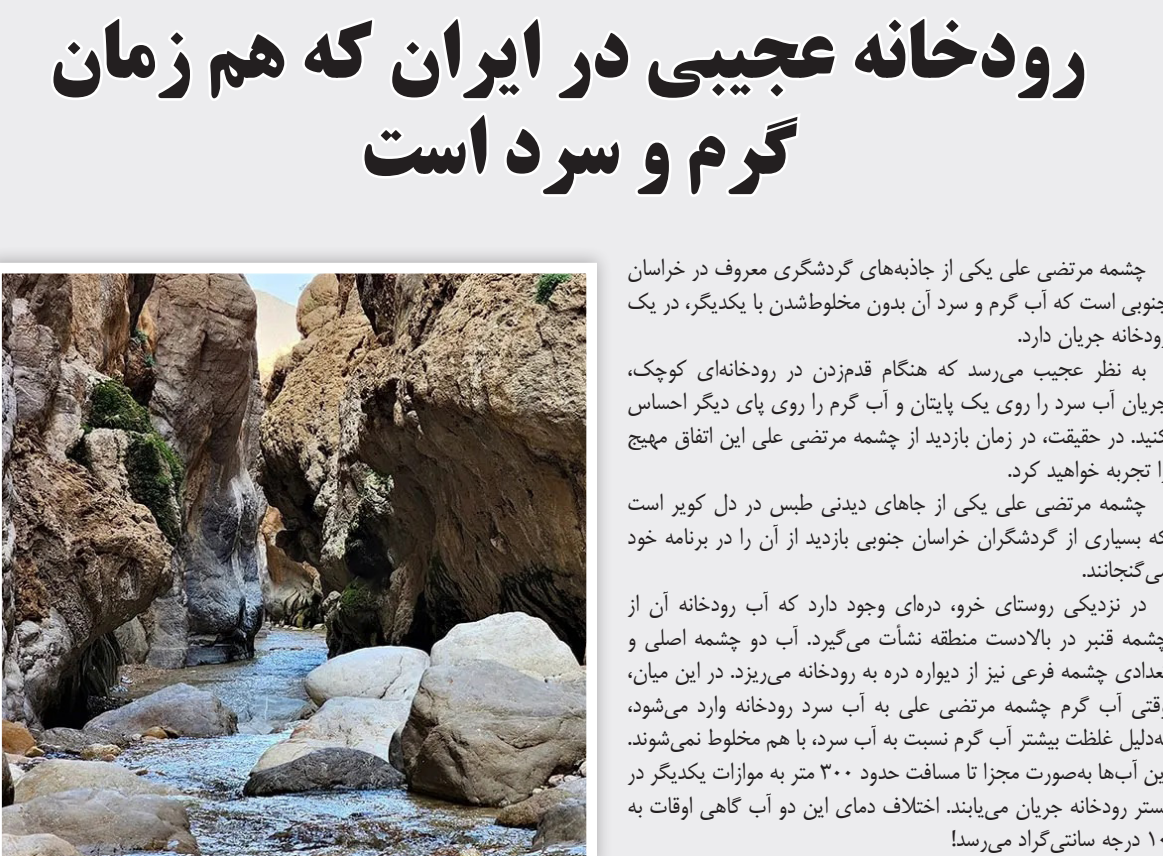 رودخانه عجیبی در ایران که هم زمان
گرم و سرد است
چشمه مرتضی علی یکی از جاذبه‌های گردشگری معروف در خراسان
جنوبی است که آب گرم و سرد آن بدون مخلوط‌شدن با یکدیگر، در یک
رودخانه جریان دارد.
به نظر عجیب می‌رسد که هنگام قدم‌زدن در رودخانه‌ای کوچک،
جریان آب سرد را روی یک پایتان و آب گرم را روی پای دیگر احساس
کنید. در حقیقت، در زمان بازدید از چشمه مرتضی علی این اتفاق مهیج
را تجربه خواهید کرد.
چشمه مرتضی علی یکی از جاهای دیدنی طبس در دل کویر است
که بسیاری از گردشگران خراسان جنوبی بازدید از آن را در برنامه خود
می‌گنجانند.
در نزدیکی روستای خرو، دره‌ای وجود دارد که آب رودخانه آن از
چشمه قنبر در بالادست منطقه نشأت می‌گیرد. آب دو چشمه اصلی و
تعدادی چشمه فرعی نیز از دیواره دره به رودخانه می‌ریزد. در این میان،
وقتی آب گرم چشمه مرتضی علی به آب سرد رودخانه وارد می‌شود،
به‌دلیل غلظت بیشتر آب گرم نسبت به آب سرد، با هم مخلوط نمی‌شوند.
این آب‌ها به‌صورت مجزا تا مسافت حدود ۳۰۰ متر به موازات یکدیگر در
بستر رودخانه جریان می‌یابند. اختلاف دمای این دو آب گاهی اوقات به
۱۰ درجه سانتی‌گراد می‌رسد!